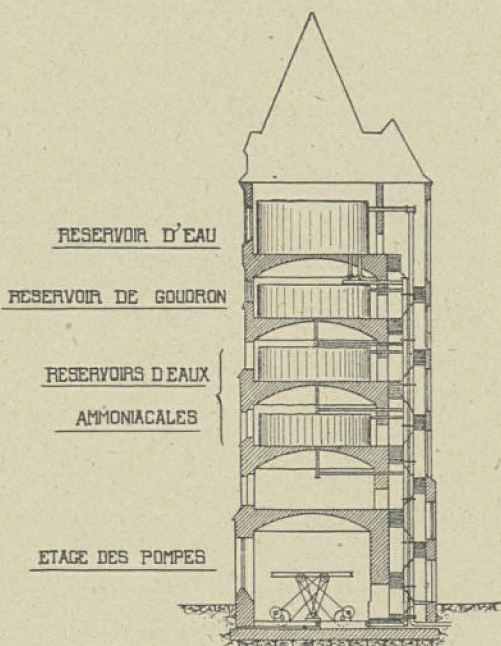 RESERVOIR D'EAU
RESERVOIR DE GOUDRON
RESERVOIRS D EAUX
AMMONIACALES
ETAGE DES POMPES